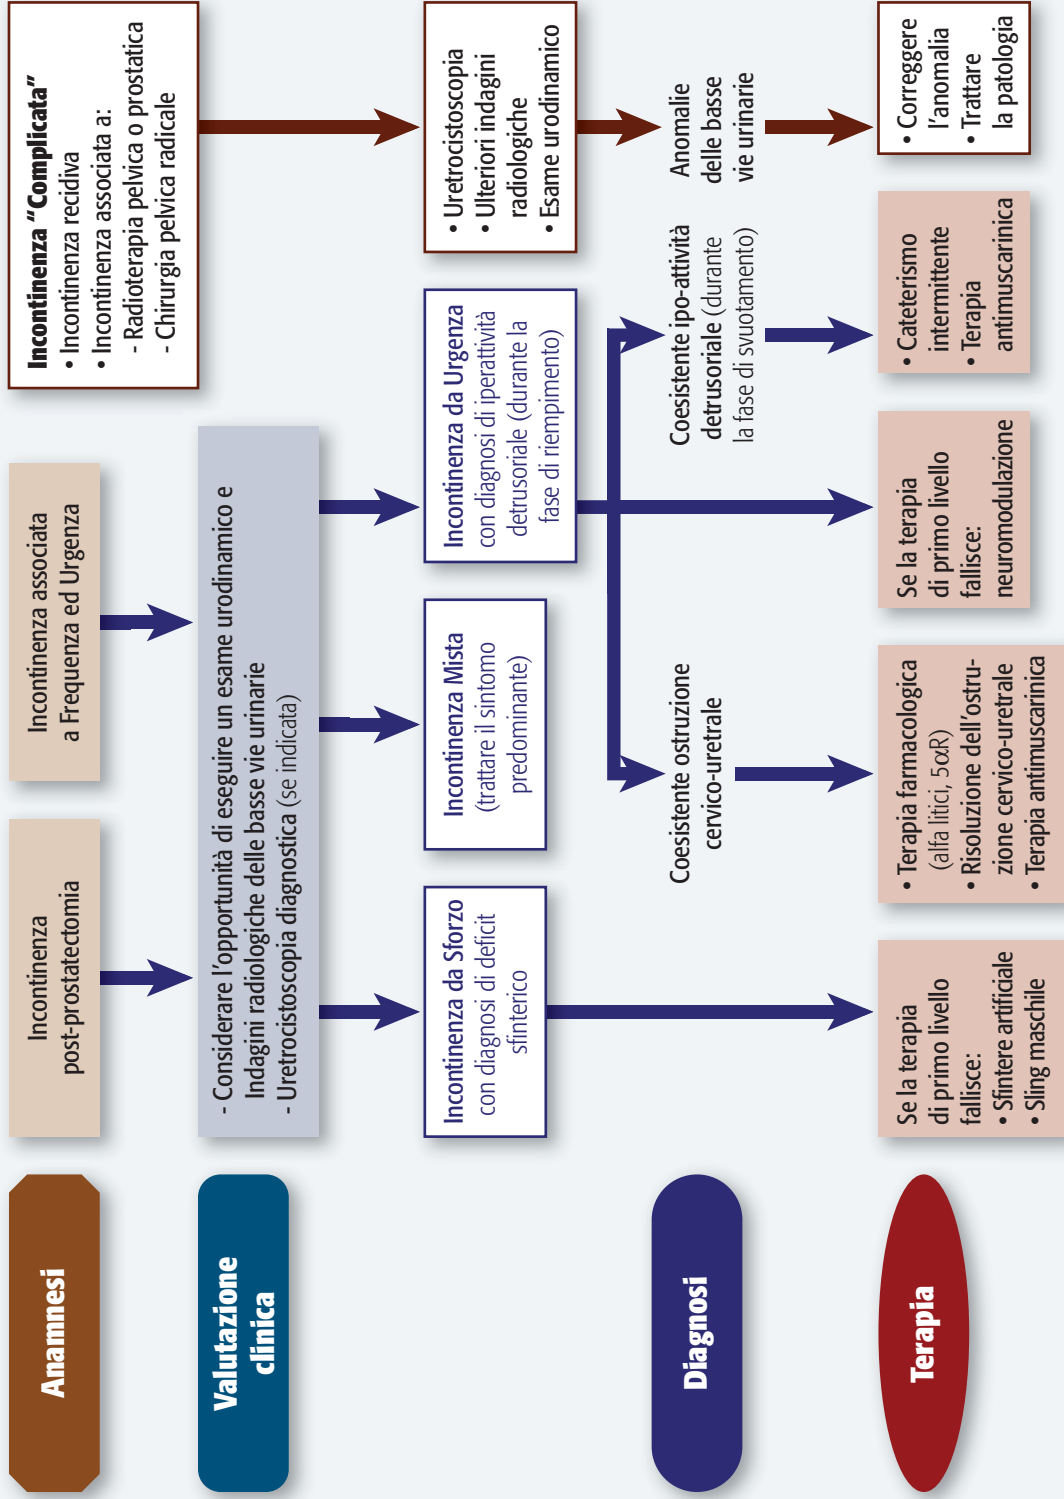 Anamnesi
Incontinenza
post-prostatectomia
Incontinenza associata
a Frequenza ed Urgenza
Incontinenza "Complicata"
• Incontinenza recidiva
• Incontinenza associata a:
- Radioterapia pelvica o prostatica
- Chirurgia pelvica radicale
Valutazione
clinica
- Considerare l'opportunità di eseguire un esame urodinamico e
Indagini radiologiche delle basse vie urinarie
- Uretrocistoscopia diagnostica (se indicata)
Incontinenza da Sforzo
con diagnosi di deficit
sfinterico
Incontinenza Mista
(trattare il sintomo
predominante)
Incontinenza da Urgenza
con diagnosi di iperattività
detrusoriale (durante la
fase di riempimento)
• Uretrocistoscopia
• Ulteriori indagini
radiologiche
• Esame urodinamico
Diagnosi
Coesistente ostruzione
cervico-uretrale
Coesistente ipo-attività
detrusoriale (durante
la fase di svuotamento)
Anomalie
delle basse
vie urinarie
Terapia
Se la terapia
di primo livello
fallisce:
• Sfintere artificiale
• Sling maschile
• Terapia farmacologica
(alfa litici, 5αR)
• Risoluzione dell'ostru-
zione cervico-uretrale
• Terapia antimuscarinica
Se la terapia
di primo livello
fallisce:
neuromodulazione
• Cateterismo
intermittente
• Terapia
antimuscarinica
• Correggere
l'anomalia
• Trattare
la patologia